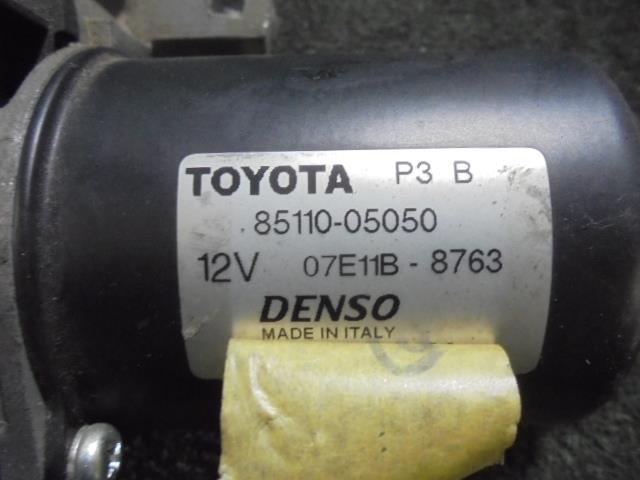 TOYOTA P3 B
85110-05050
12V 07E11B - 8763
DENSO
MADE IN ITALY